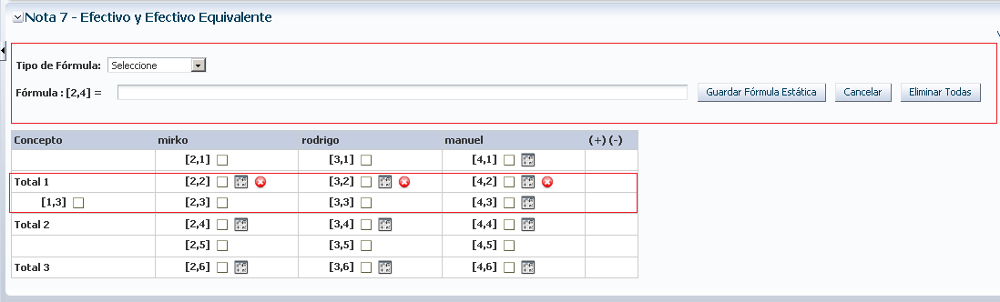 Nota 7 - Efectivo y Efectivo Equivalente
Tipo de Fórmula: Seleccione
Fórmula : [2,4] = Guardar Fórmula Estática Cancelar Eliminar Todas
Concepto mirko rodrigo manuel (+) (-)
[2,1] [3,1] [4,1]
Total 1 [2,2] [3,2] [4,2]
[1,3] [2,3] [3,3] [4,3]
Total 2 [2,4] [3,4] [4,4]
[2,5] [3,5] [4,5]
Total 3 [2,6] [3,6] [4,6]